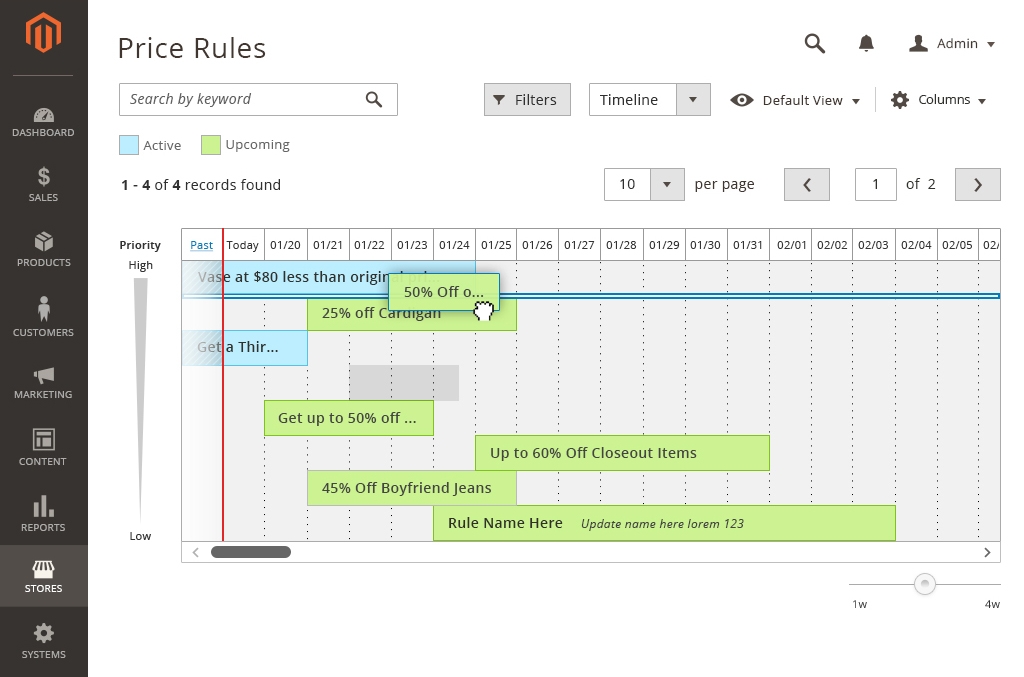 Price Rules
Admin
Search by keyword
Filters
Timeline
Default View
Columns
Active
Upcoming
1 - 4 of 4 records found
10
per page
1
of 2
DASHBOARD
SALES
PRODUCTS
CUSTOMERS
MARKETING
CONTENT
REPORTS
STORES
SYSTEMS
Priority
High
Low
Past Today 01/20 01/21 01/22 01/23 01/24 01/25 01/26 01/27 01/28 01/29 01/30 01/31 02/01 02/02 02/03 02/04 02/05 02/
Vase at $80 less than
50% Off o...
25% off Cardigan
Get a Thir...
Get up to 50% off ...
Up to 60% Off Closeout Items
45% Off Boyfriend Jeans
Rule Name Here Update name here lorem 123
1w
4w